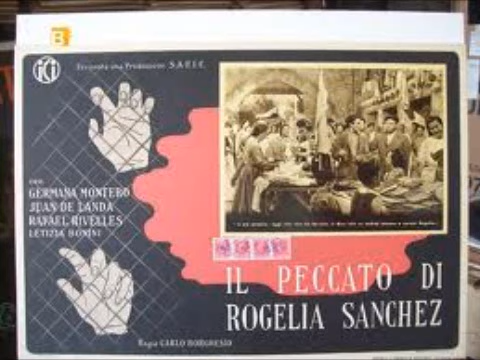 B
ICI
una Produzione S.A.F.I.C.
con
GERMANA MONTERO
JUAN DE LANDA
RAFAEL RIVELLES
LETIZIA BONINI
IL PECCATO DI
ROGELIA SANCHEZ
Regia CARLO BORGHESIO